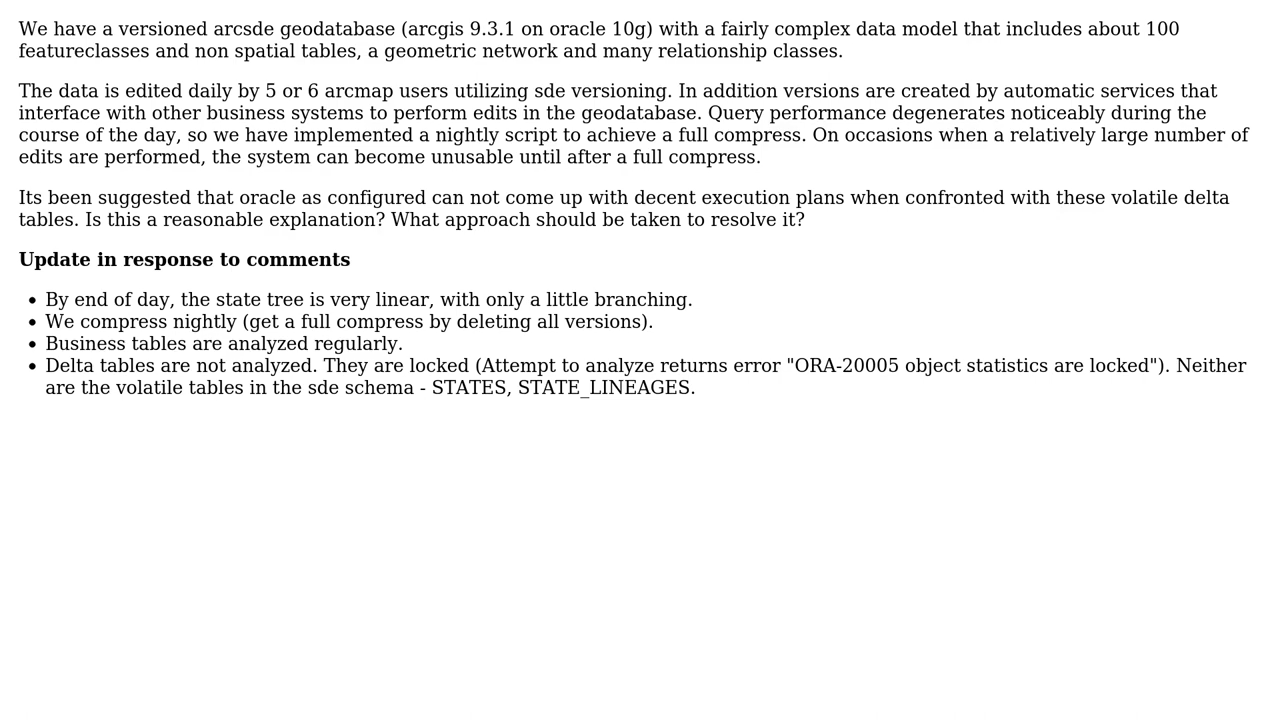 We have a versioned arcsde geodatabase (arcgis 9.3.1 on oracle 10g) with a fairly complex data model that includes about 100
featureclasses and non spatial tables, a geometric network and many relationship classes.
The data is edited daily by 5 or 6 arcmap users utilizing sde versioning. In addition versions are created by automatic services that
interface with other business systems to perform edits in the geodatabase. Query performance degenerates noticeably during the
course of the day, so we have implemented a nightly script to achieve a full compress. On occasions when a relatively large number of
edits are performed, the system can become unusable until after a full compress.
Its been suggested that oracle as configured can not come up with decent execution plans when confronted with these volatile delta
tables. Is this a reasonable explanation? What approach should be taken to resolve it?
Update in response to comments
• By end of day, the state tree is very linear, with only a little branching.
• We compress nightly (get a full compress by deleting all versions).
• Business tables are analyzed regularly.
• Delta tables are not analyzed. They are locked (Attempt to analyze returns error "ORA-20005 object statistics are locked"). Neither
are the volatile tables in the sde schema - STATES, STATE_LINEAGES.